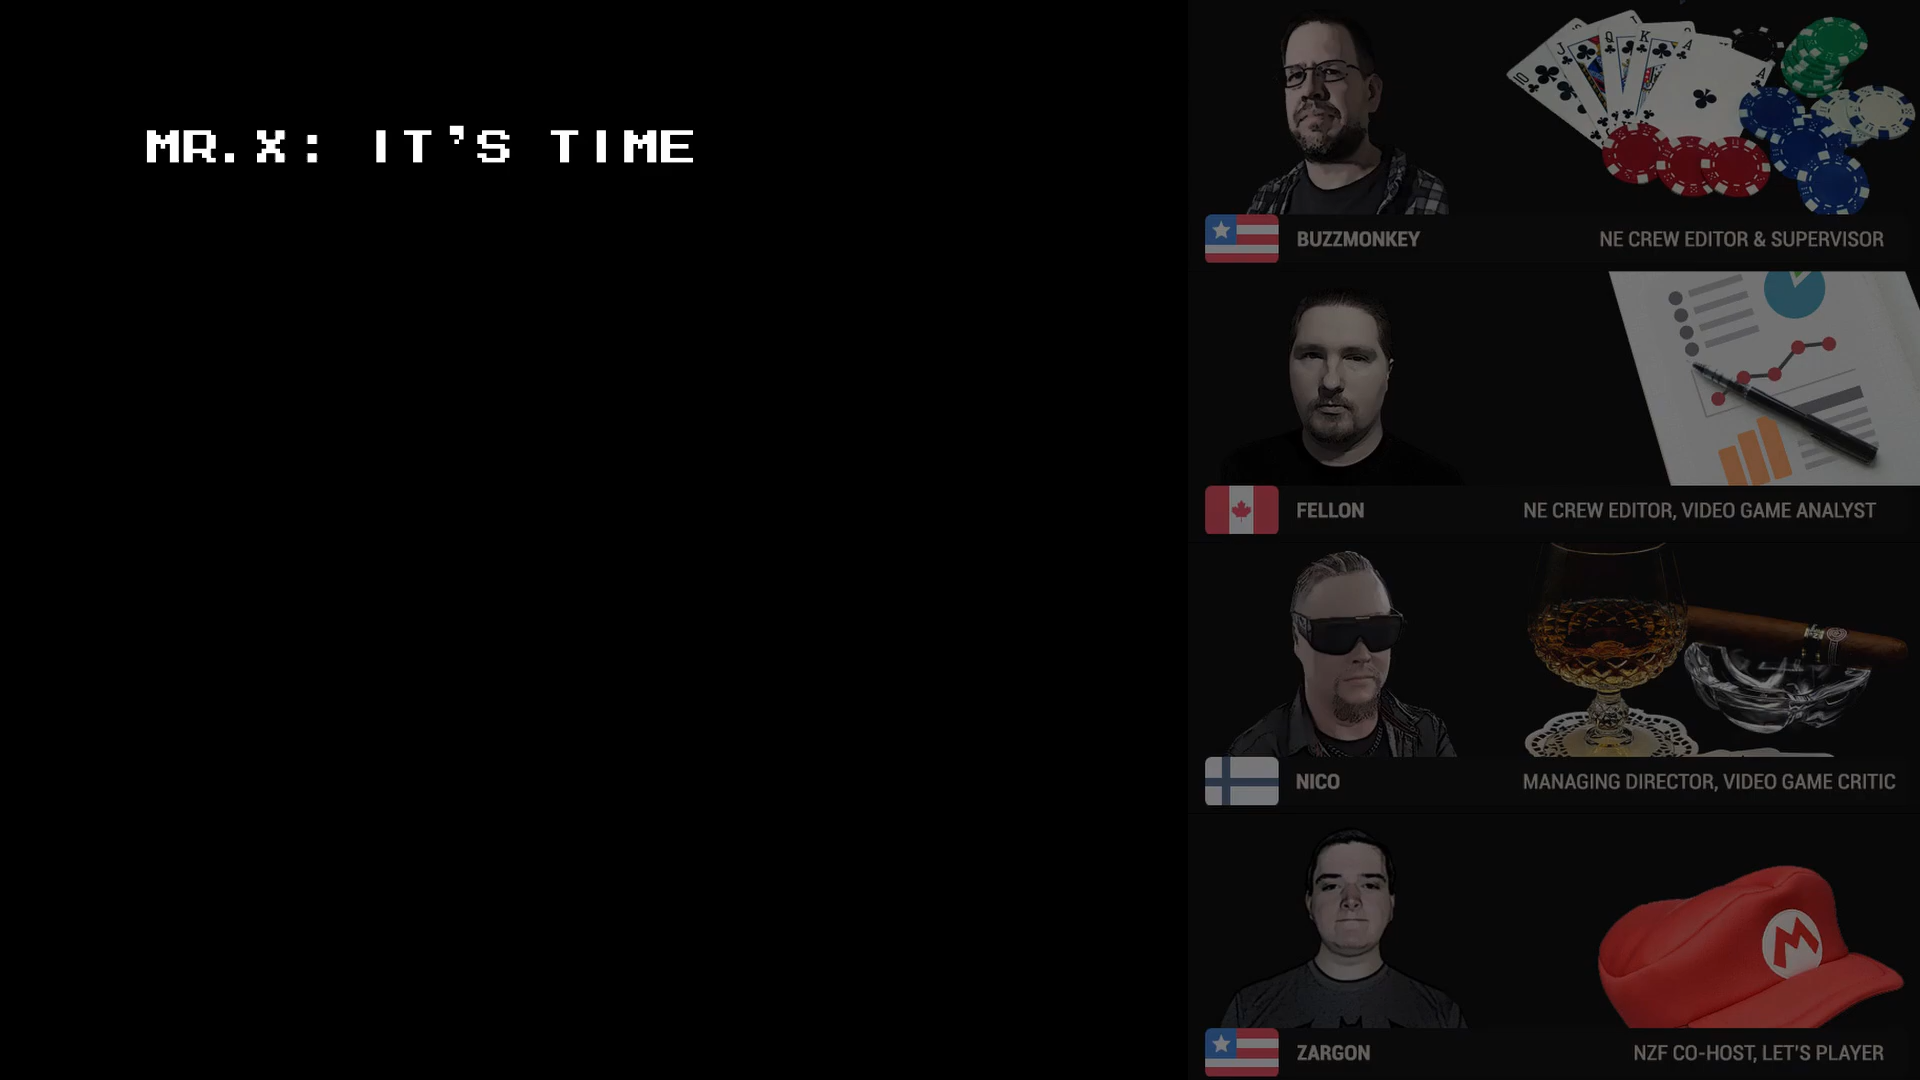 MR.X: IT'S TIME
10 J Q K A A
BUZZMONKEY NE CREW EDITOR & SUPERVISOR
FELLON NE CREW EDITOR, VIDEO GAME ANALYST
NICO MANAGING DIRECTOR, VIDEO GAME CRITIC
M
ZARGON NZF CO-HOST, LET'S PLAYER